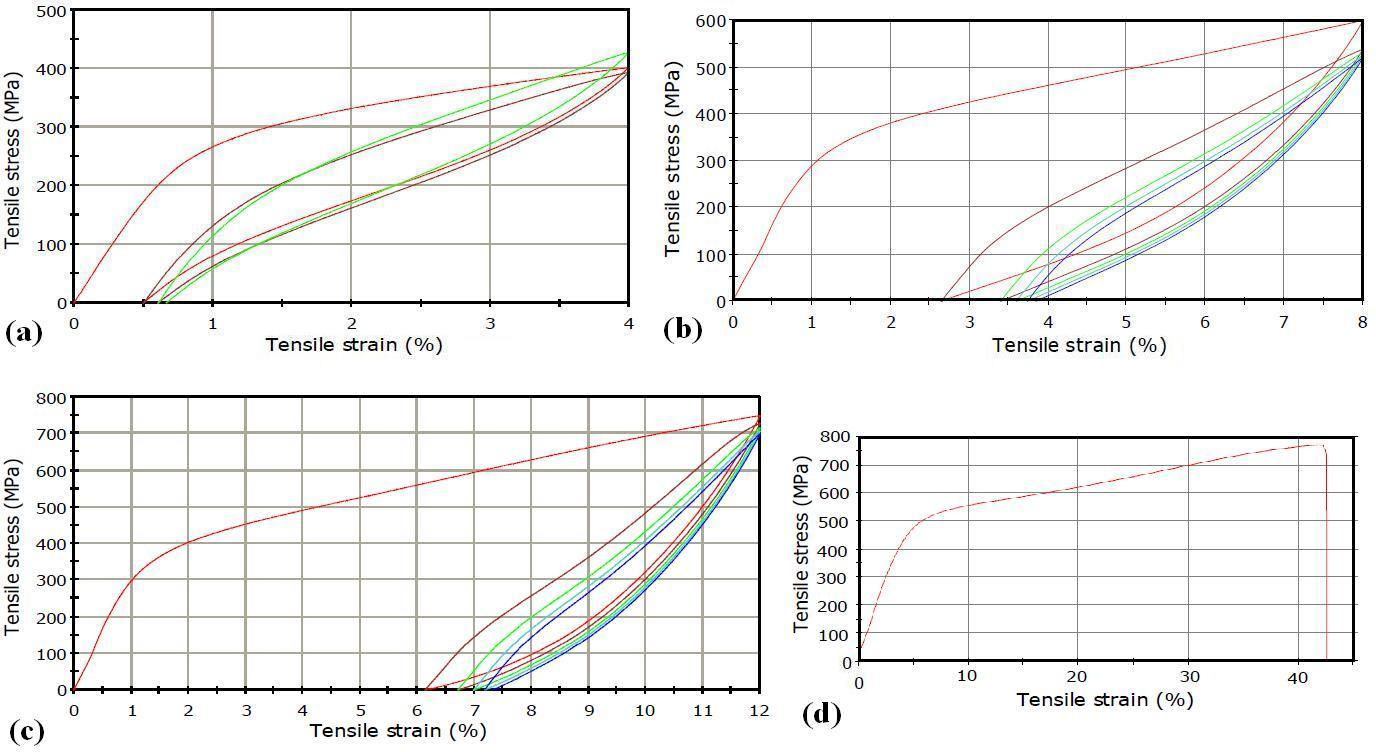 500
400
300
200
100
0
Tensile stress (MPa)
0 1 2 3 4
Tensile strain (%)
(a)
600
500
400
300
200
100
0
Tensile stress (MPa)
0 1 2 3 4 5 6 7 8
Tensile strain (%)
(b)
800
700
600
500
400
300
200
100
0
Tensile stress (MPa)
0 1 2 3 4 5 6 7 8 9 10 11 12
Tensile strain (%)
(c)
800
700
600
500
400
300
200
100
0
Tensile stress (MPa)
0 10 20 30 40
Tensile strain (%)
(d)